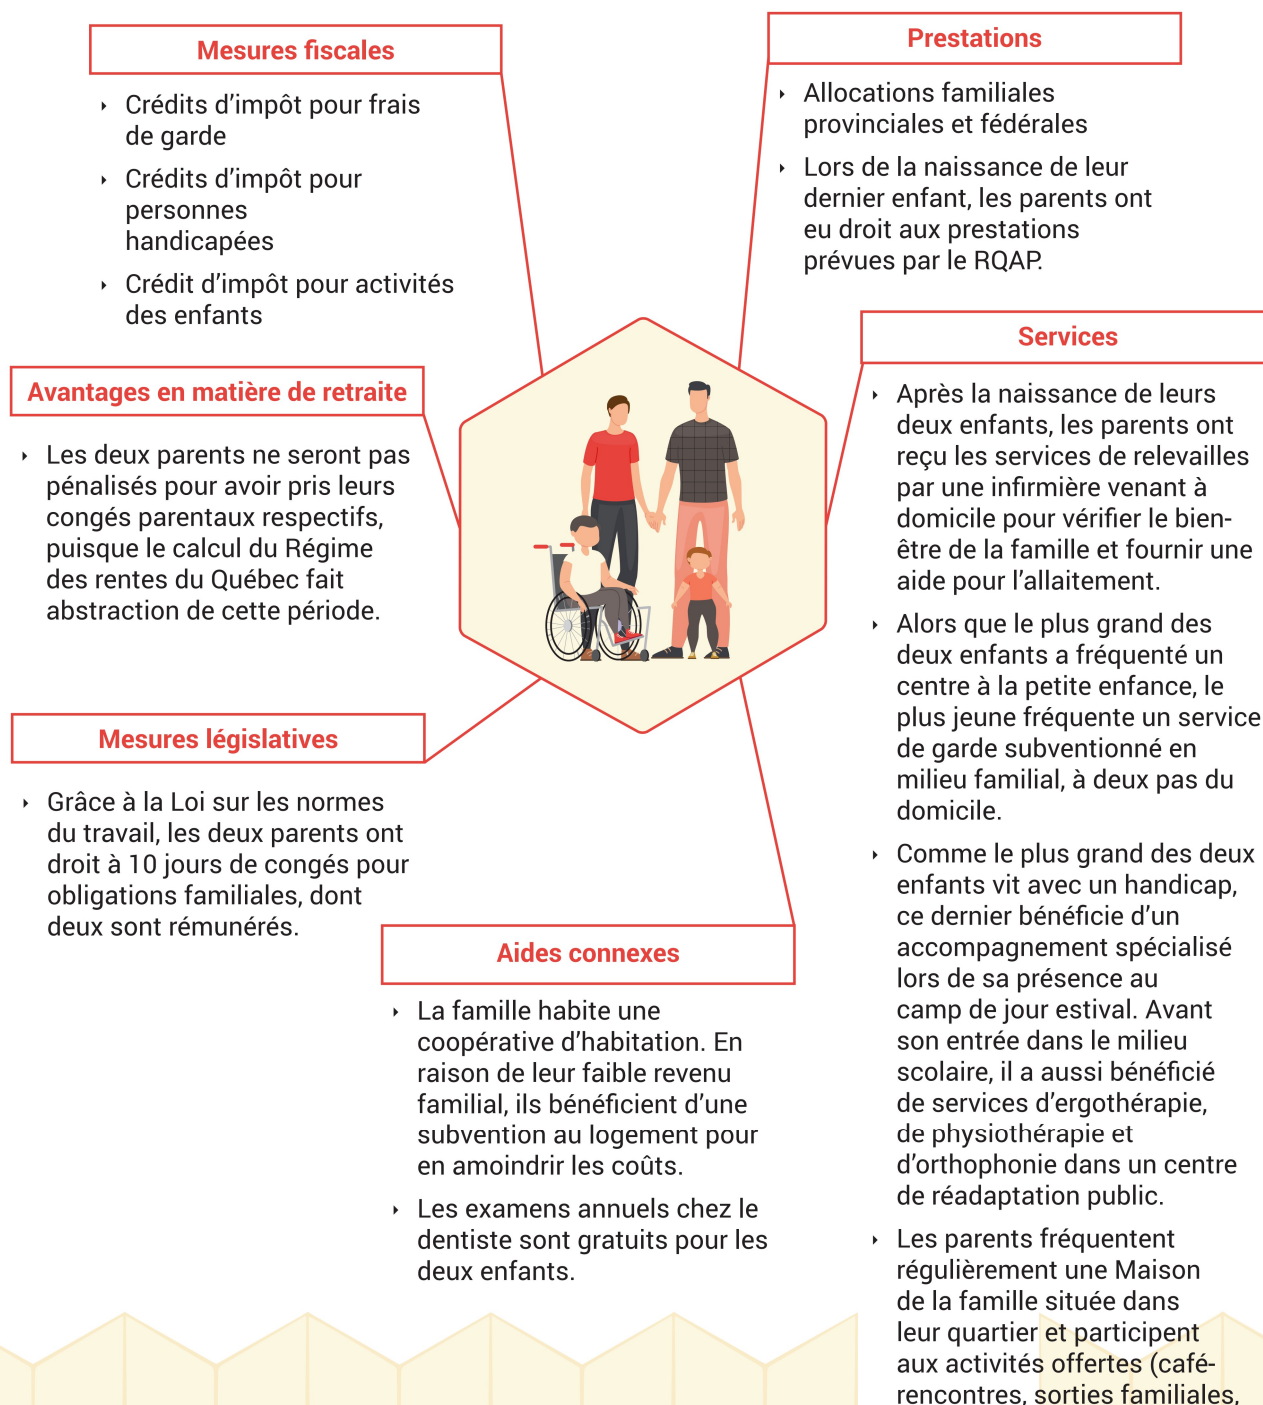 Mesures fiscales
‣ Crédits d'impôt pour frais
de garde
‣ Crédits d'impôt pour
personnes
handicapées
‣ Crédit d'impôt pour activités
des enfants
Prestations
‣ Allocations familiales
provinciales et fédérales
‣ Lors de la naissance de leur
dernier enfant, les parents ont
eu droit aux prestations
prévues par le RQAP.
Avantages en matière de retraite
‣ Les deux parents ne seront pas
pénalisés pour avoir pris leurs
congés parentaux respectifs,
puisque le calcul du Régime
des rentes du Québec fait
abstraction de cette période.
Services
‣ Après la naissance de leurs
deux enfants, les parents ont
reçu les services de relevailles
par une infirmière venant à
domicile pour vérifier le bien-
être de la famille et fournir une
aide pour l'allaitement.
‣ Alors que le plus grand des
deux enfants a fréquenté un
centre à la petite enfance, le
plus jeune fréquente un service
de garde subventionné en
milieu familial, à deux pas du
domicile.
‣ Comme le plus grand des deux
enfants vit avec un handicap,
ce dernier bénéficie d'un
accompagnement spécialisé
lors de sa présence au
camp de jour estival. Avant
son entrée dans le milieu
scolaire, il a aussi bénéficié
de services d'ergothérapie,
de physiothérapie et
d'orthophonie dans un centre
de réadaptation public.
‣ Les parents fréquentent
régulièrement une Maison
de la famille située dans
leur quartier et participent
aux activités offertes (café-
rencontres, sorties familiales,
Mesures législatives
‣ Grâce à la Loi sur les normes
du travail, les deux parents ont
droit à 10 jours de congés pour
obligations familiales, dont
deux sont rémunérés.
Aides connexes
‣ La famille habite une
coopérative d'habitation. En
raison de leur faible revenu
familial, ils bénéficient d'une
subvention au logement pour
en amoindrir les coûts.
‣ Les examens annuels chez le
dentiste sont gratuits pour les
deux enfants.